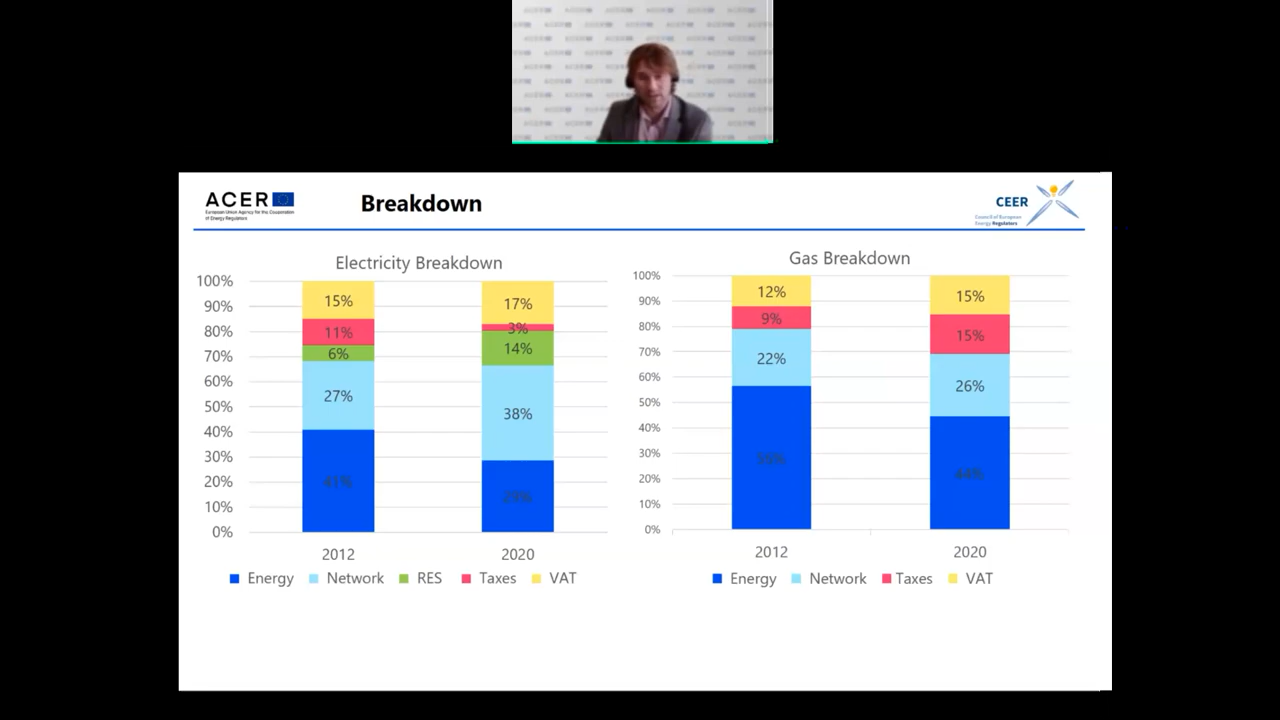 ACER
European Union Agency for the Cooperation
of Energy Regulators
Breakdown
CEER
Council of European
Energy Regulators
Electricity Breakdown
100%
90%
80%
70%
60%
50%
40%
30%
20%
10%
0%
15%
11%
6%
27%
41%
17%
3%
14%
38%
29%
2012
2020
Energy
Network
RES
Taxes
VAT
Gas Breakdown
100%
90%
80%
70%
60%
50%
40%
30%
20%
10%
0%
12%
9%
22%
15%
15%
26%
44%
2012
2020
Energy
Network
Taxes
VAT